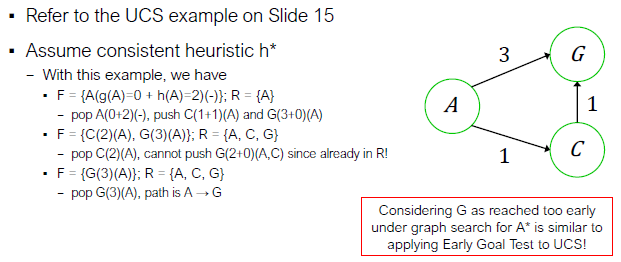 ▪ Refer to the UCS example on Slide 15
▪ Assume consistent heuristic h*
– With this example, we have
▪ F = {A(g(A)=0 + h(A)=2)(-)}; R = {A}
– pop A(0+2)(-), push C(1+1)(A) and G(3+0)(A)
▪ F = {C(2)(A), G(3)(A)}; R = {A, C, G}
– pop C(2)(A), cannot push G(2+0)(A,C) since already in R!
▪ F = {G(3)(A)}; R = {A, C, G}
– pop G(3)(A), path is A → G
3
G
A
1
1
C
Considering G as reached too early
under graph search for A* is similar to
applying Early Goal Test to UCS!